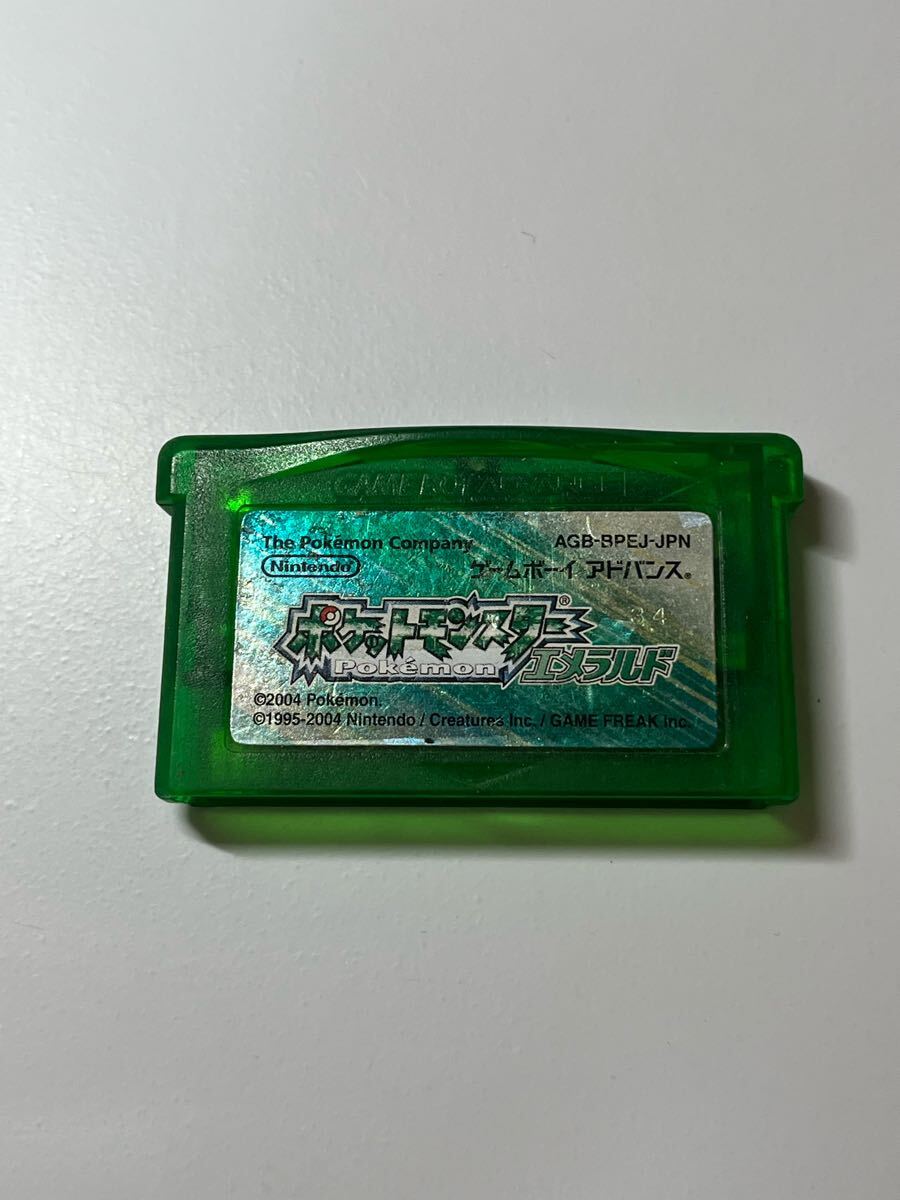 GAME BOY ADVANCE
The Pokémon Company AGB-BPEJ-JPN
Nintendo ゲームボーイ アドバンス®
34
ポケットモンスター®
Pokémon エメラルド
©2004 Pokémon.
©1995-2004 Nintendo / Creatures Inc. / GAME FREAK inc.